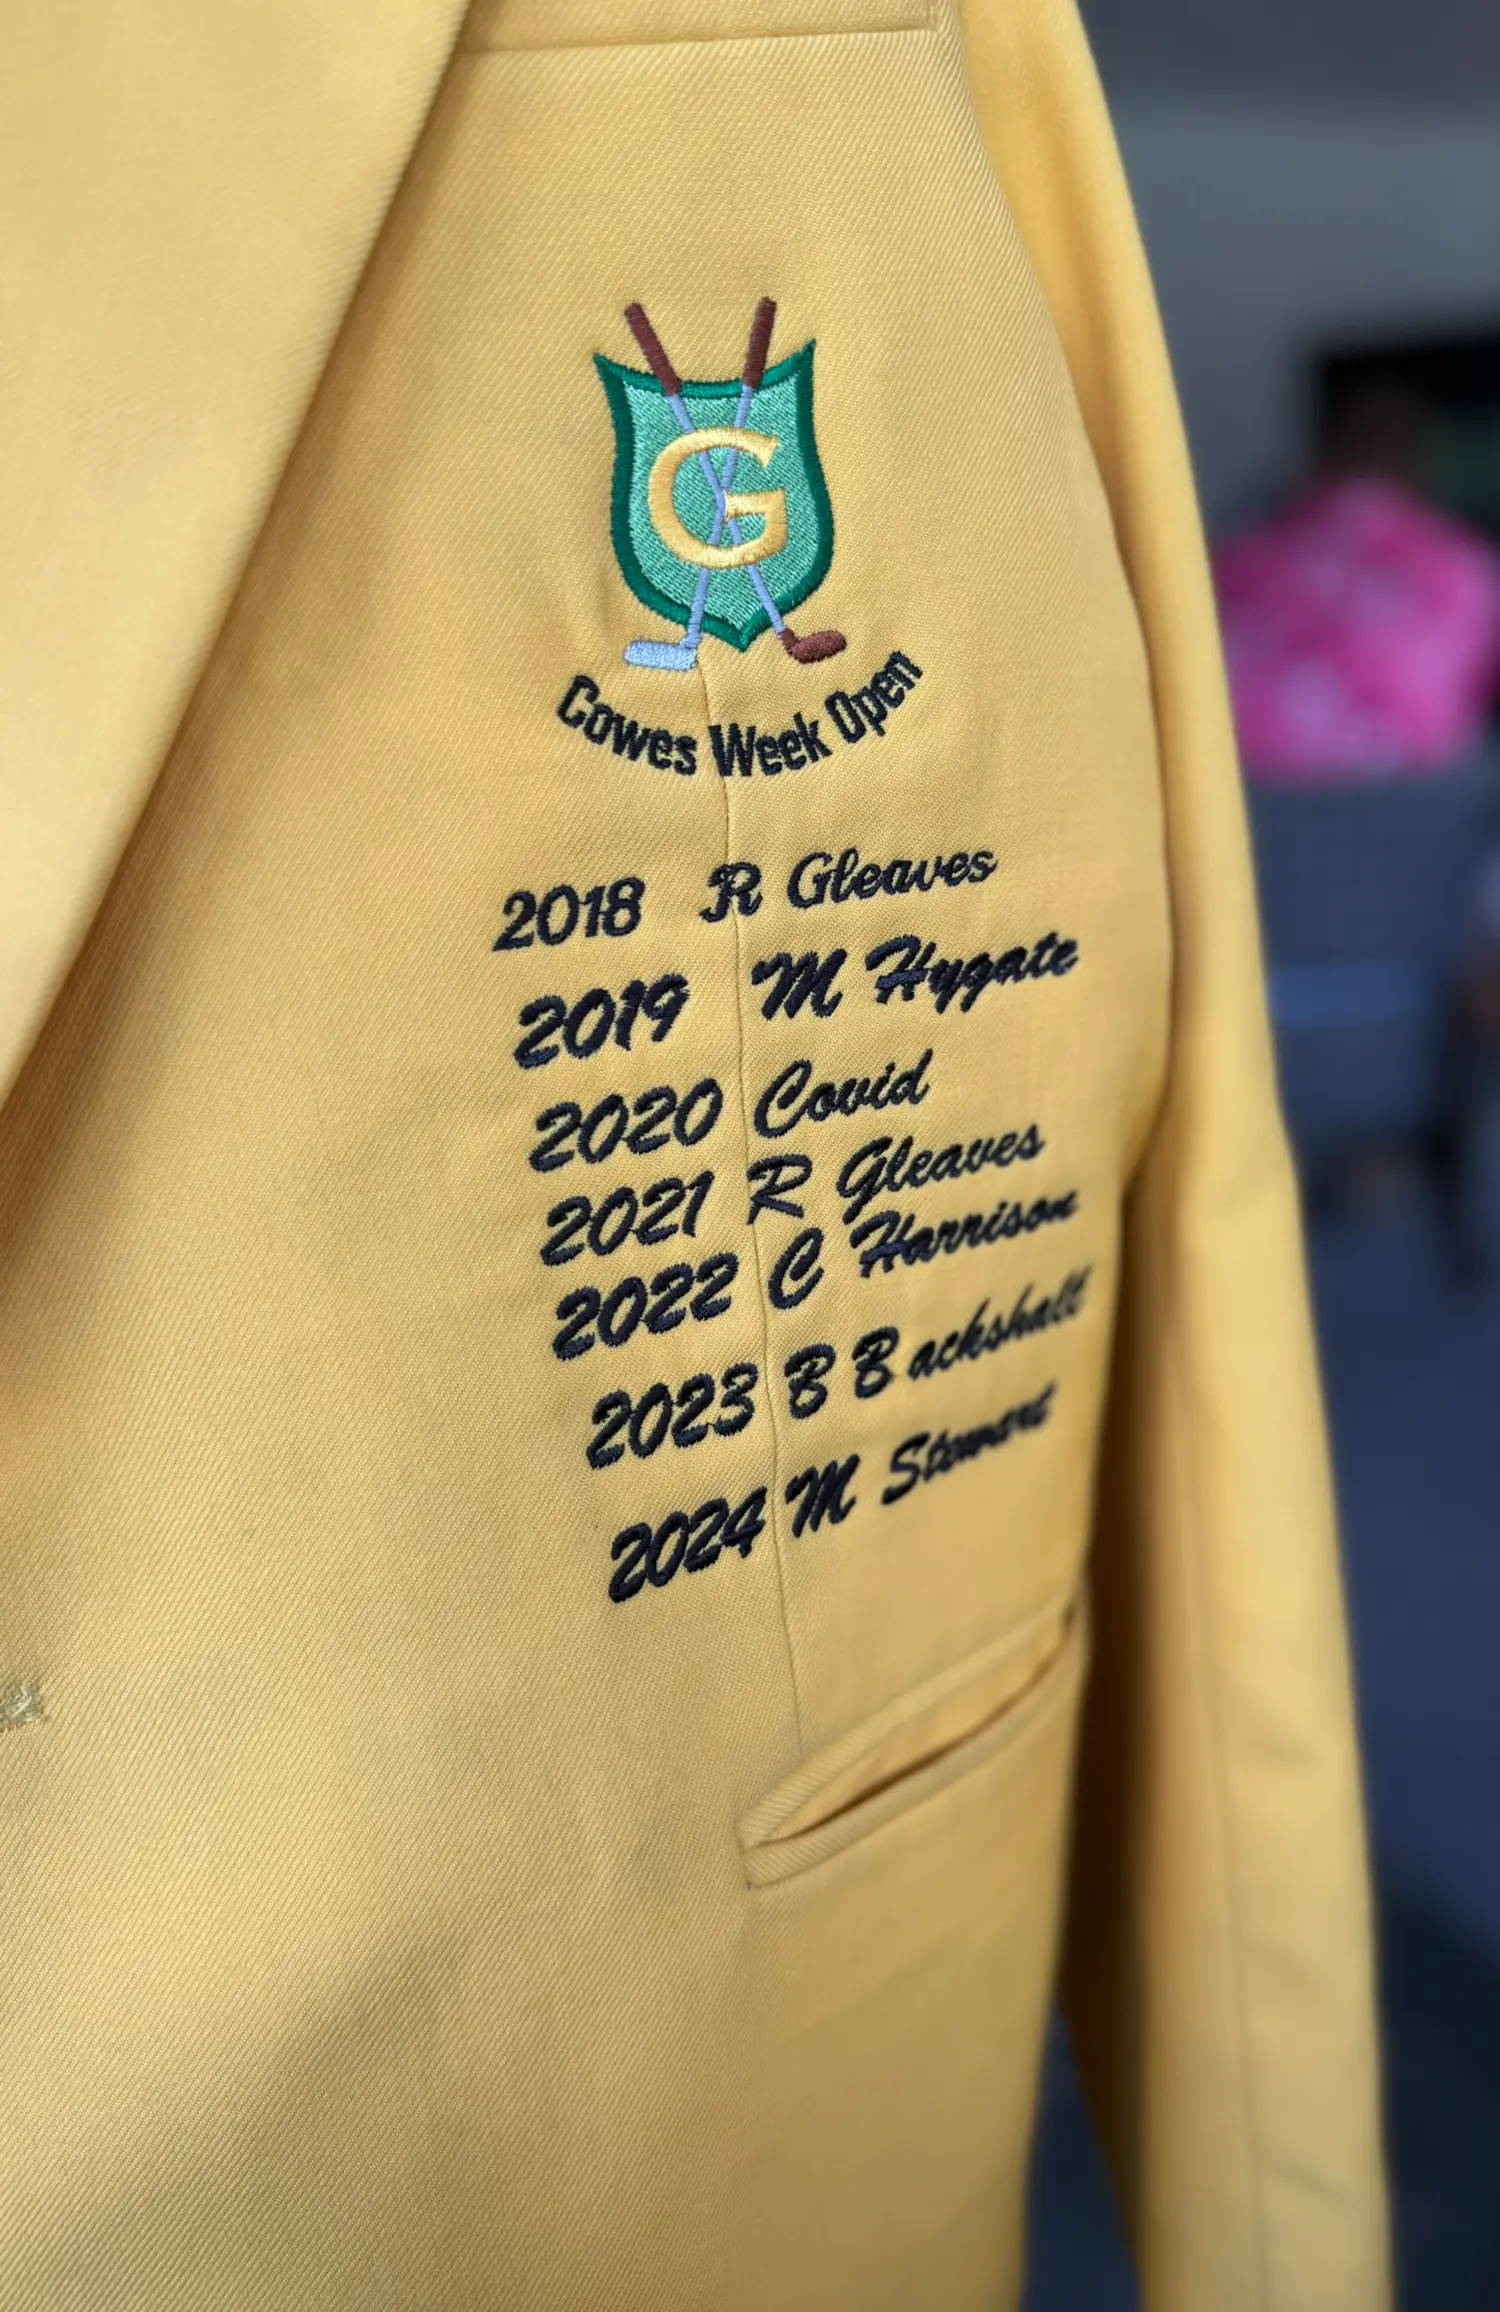 G
Cowes Week Open
2018 R Gleaves
2019 M Hygate
2020 Covid
2021 R Gleaves
2022 C Harrison
2023 B Backshall
2024 M Stewart